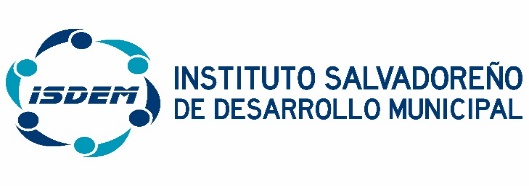 ISDEM
INSTITUTO SALVADOREÑO
DE DESARROLLO MUNICIPAL